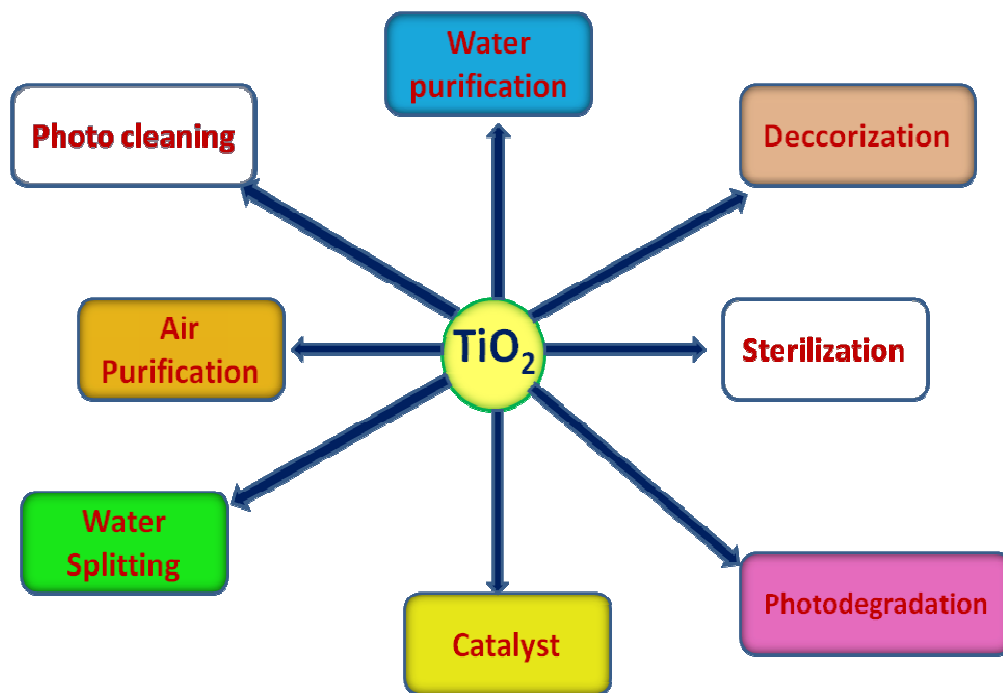 Water
purification
Photo cleaning
Deccorization
Air
Purification
TiO₂
Sterilization
Water
Splitting
Catalyst
Photodegradation